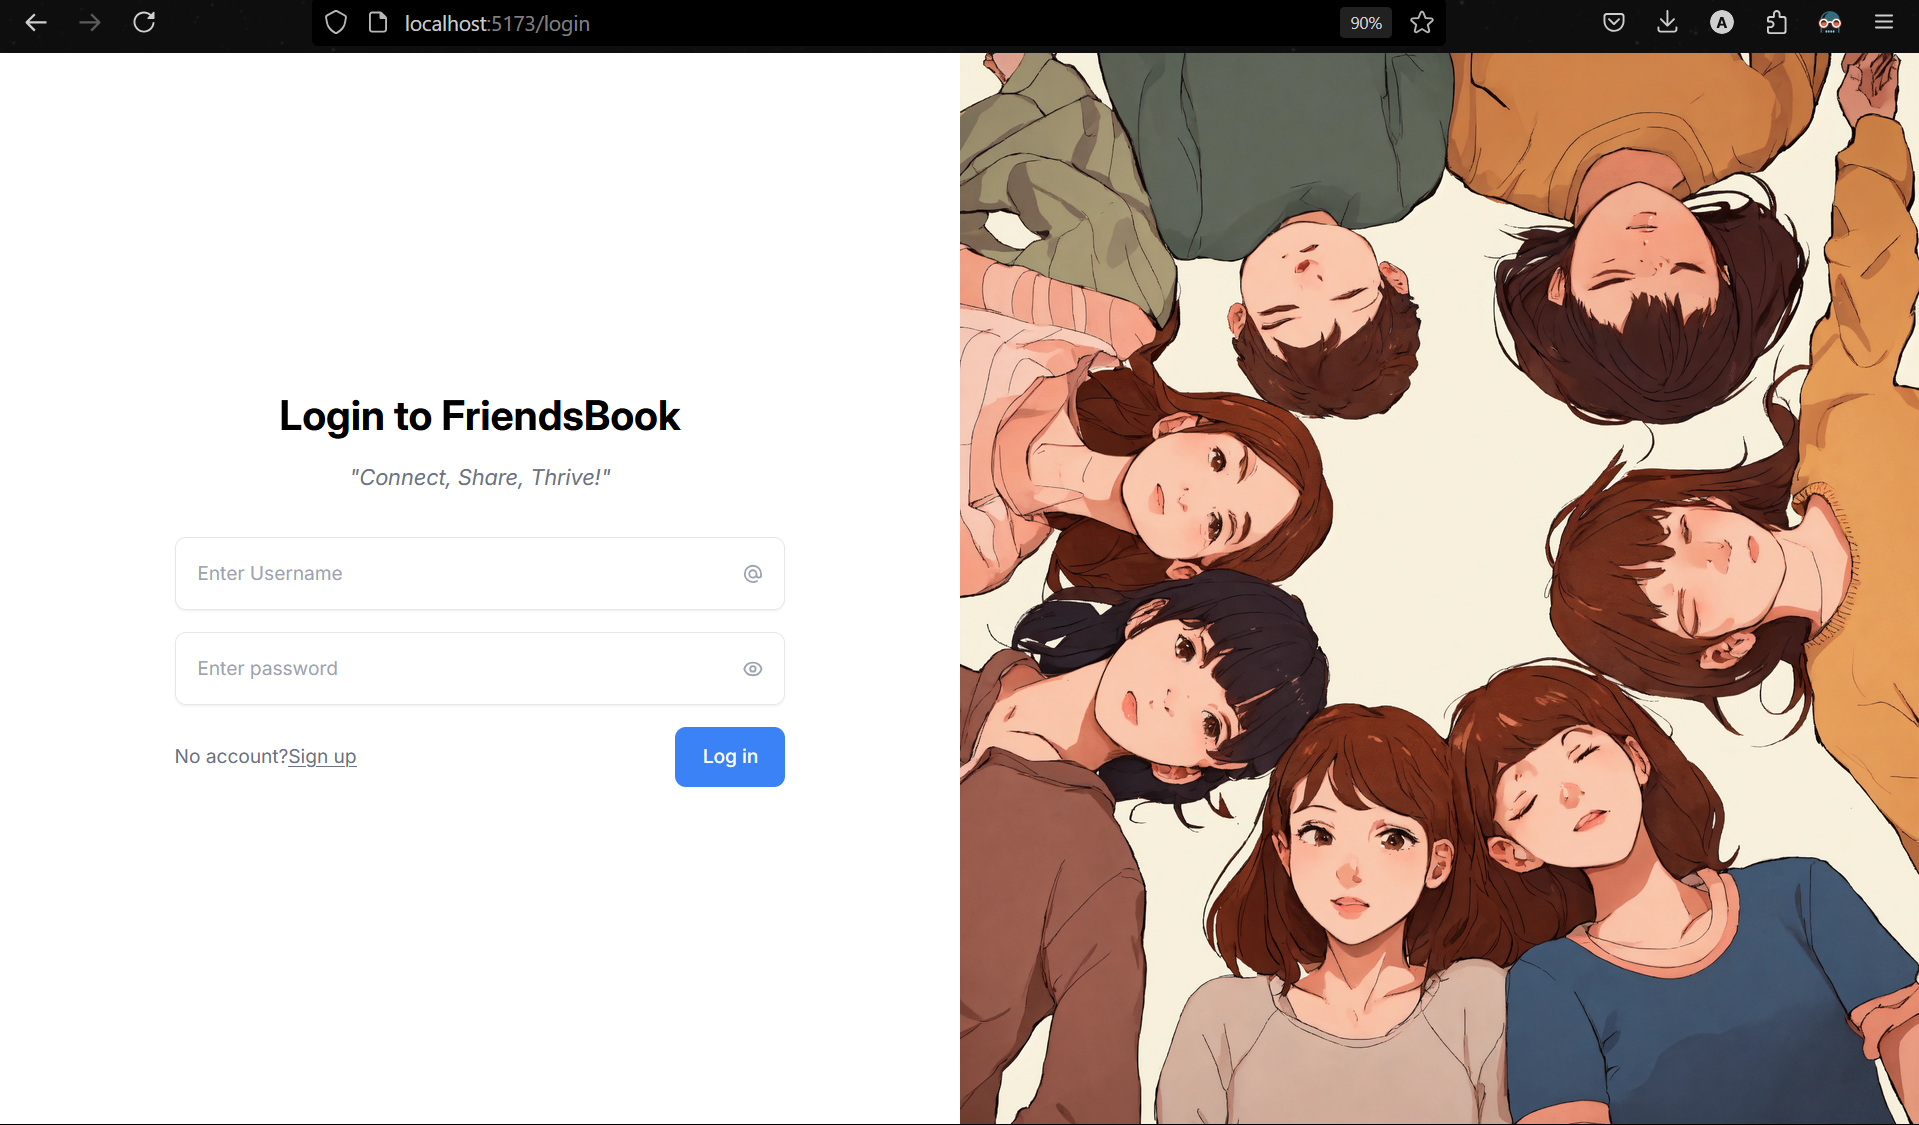 localhost:5173/login
90%
A
Login to FriendsBook
"Connect, Share, Thrive!"
Enter Username
@
Enter password
No account?Sign up
Log in